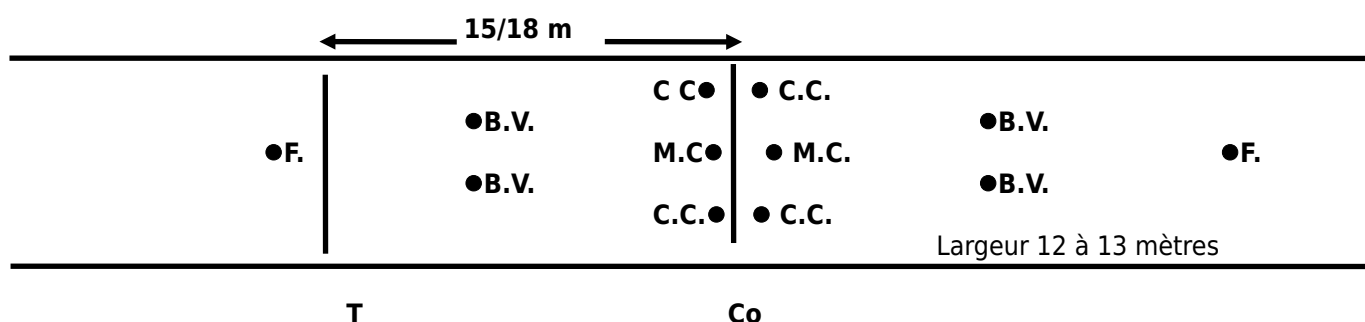 15/18 m
C C C.C.
B.V. B.V.
F. M.C M.C. F.
B.V. B.V.
C.C. C.C.
Largeur 12 à 13 mètres
T Co